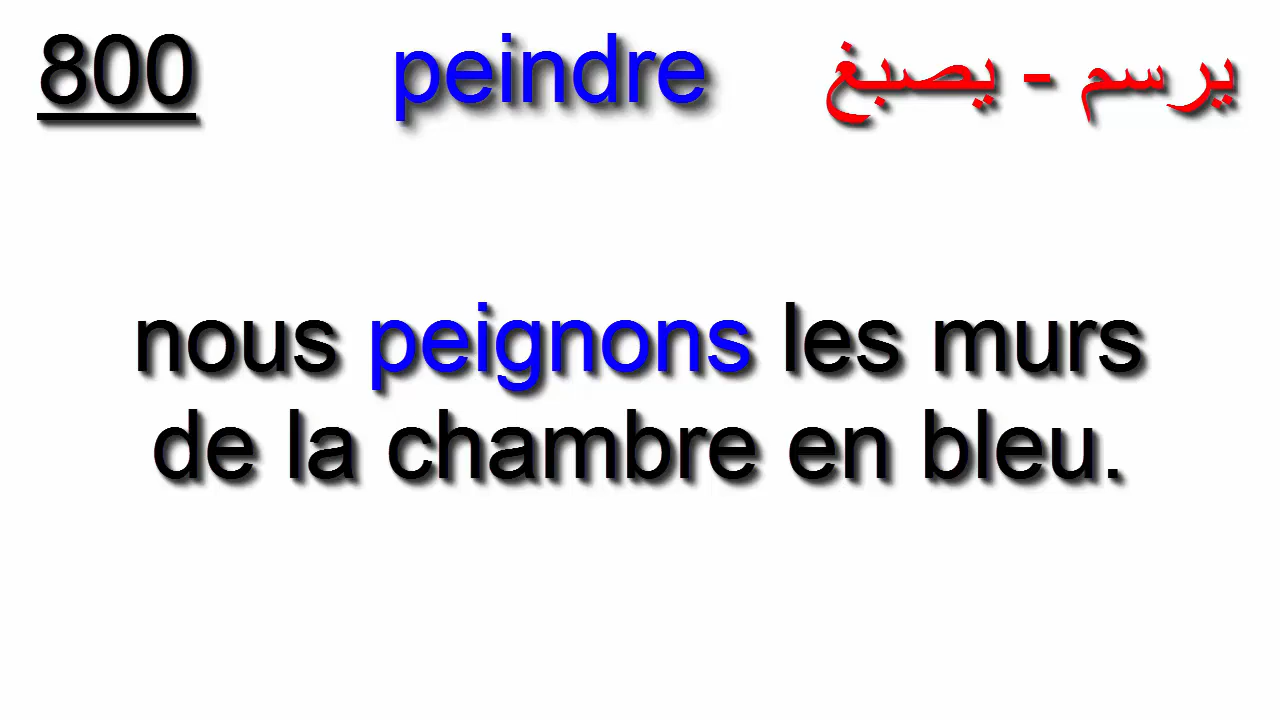 800 peindre يرسم - يصبغ
nous peignons les murs
de la chambre en bleu.